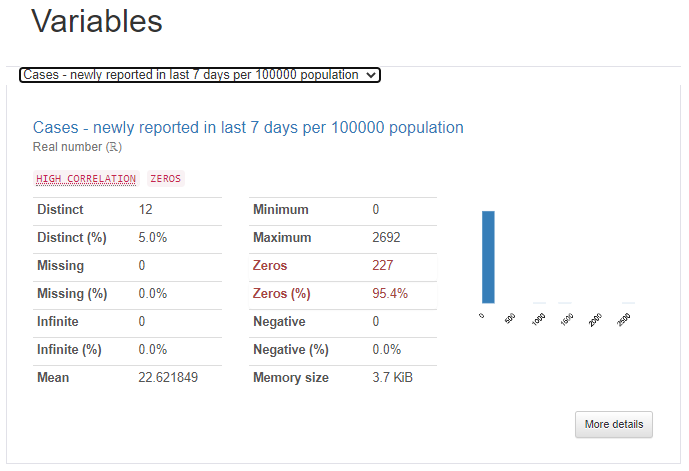 Variables
Cases - newly reported in last 7 days per 100000 population
Cases - newly reported in last 7 days per 100000 population
Real number (ℝ)
HIGH CORRELATION ZEROS
Distinct 12
Distinct (%) 5.0%
Missing 0
Missing (%) 0.0%
Infinite 0
Infinite (%) 0.0%
Mean 22.621849
Minimum 0
Maximum 2692
Zeros 227
Zeros (%) 95.4%
Negative 0
Negative (%) 0.0%
Memory size 3.7 KiB
0 500 1000 1500 2000 2500
More details